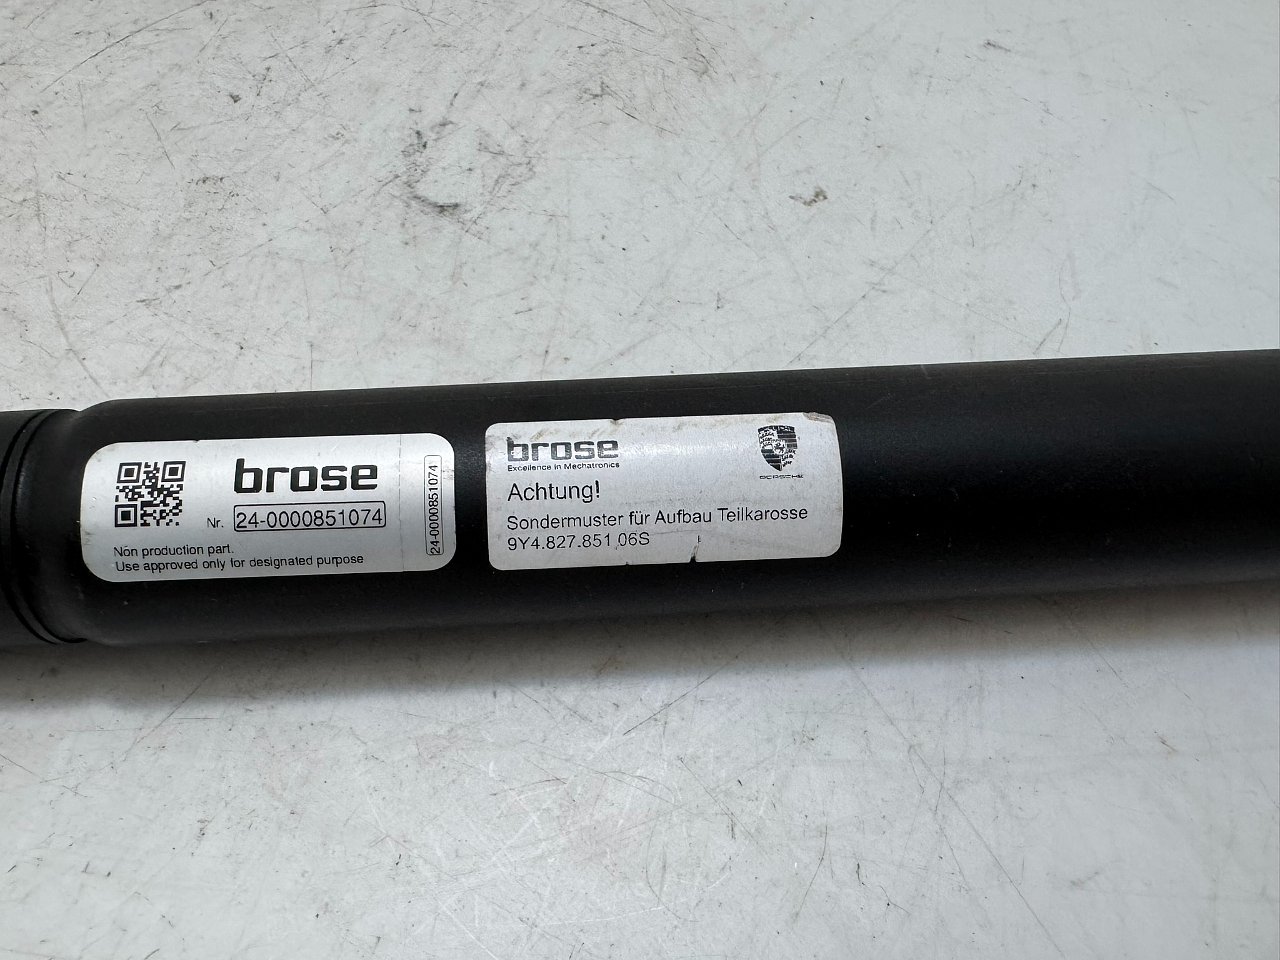 brose
Nr. 24-0000851074
24-0000851074
Non production part.
Use approved only for designated purpose
brose
Excellence in Mechatronics
PORSCHE
Achtung!
Sondermuster für Aufbau Teilkarosse
9Y4.827.851.06S